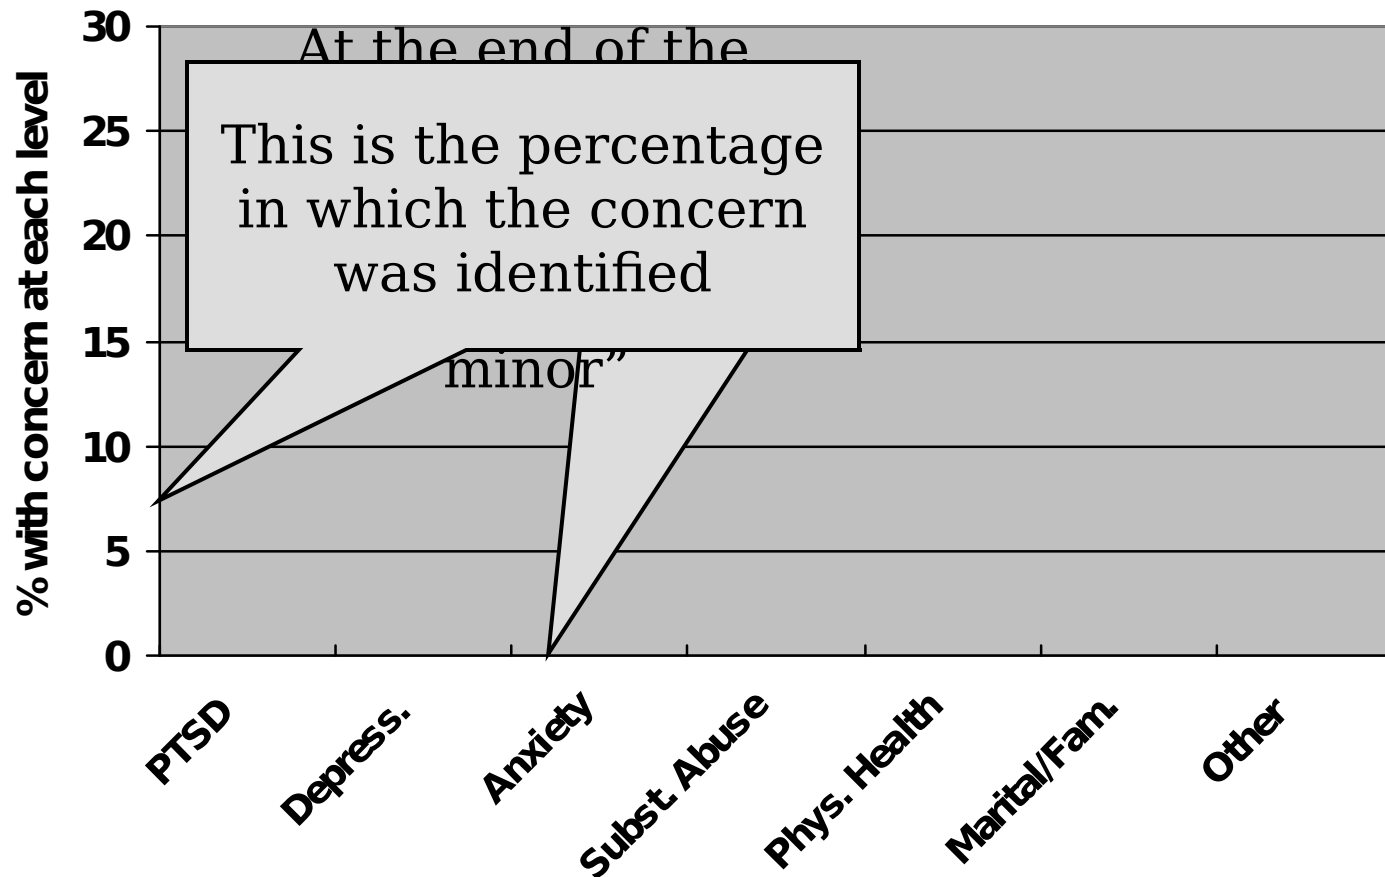 % with concern at each level
30
25
20
15
10
5
0
At the end of the
This is the percentage
in which the concern
was identified
minor”
PTSD
Depress.
Anxiety
Subst. Abuse
Phys. Health
Marital/Fam.
Other